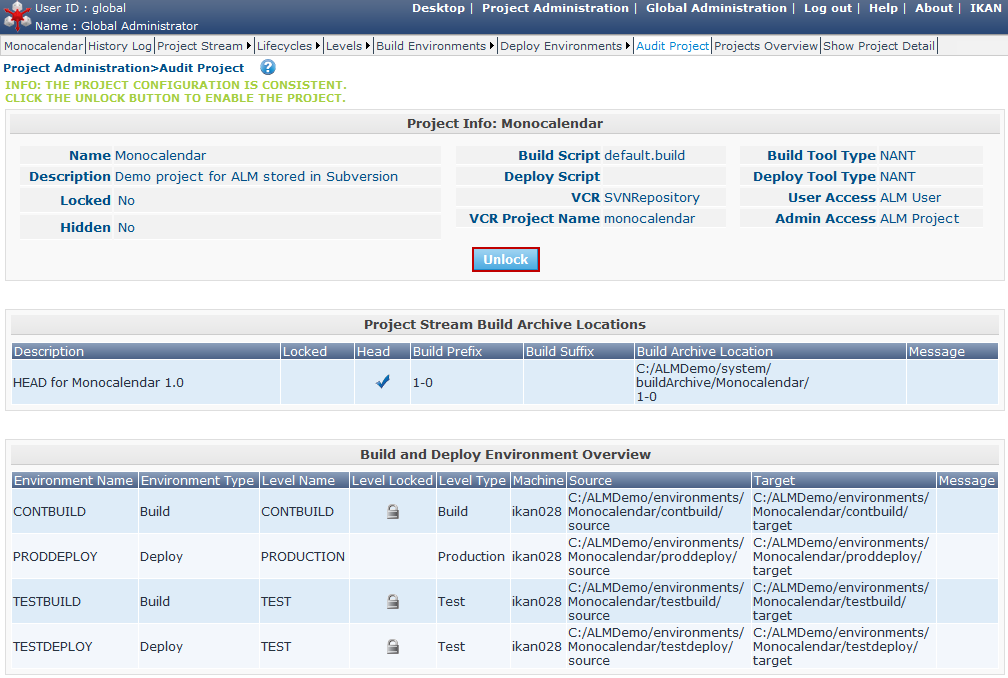 User ID : global
Name : Global Administrator
Desktop | Project Administration | Global Administration | Log out | Help | About | IKAN
Monocalendar History Log Project Stream Lifecycles Levels Build Environments Deploy Environments Audit Project Projects Overview Show Project Detail
Project Administration>Audit Project ?
INFO: THE PROJECT CONFIGURATION IS CONSISTENT.
CLICK THE UNLOCK BUTTON TO ENABLE THE PROJECT.
Project Info: Monocalendar
Name Monocalendar
Description Demo project for ALM stored in Subversion
Locked No
Hidden No
Build Script default.build
Deploy Script
VCR SVNRepository
VCR Project Name monocalendar
Build Tool Type NANT
Deploy Tool Type NANT
User Access ALM User
Admin Access ALM Project
Unlock
Project Stream Build Archive Locations
Description Locked Head Build Prefix Build Suffix Build Archive Location Message
HEAD for Monocalendar 1.0 1-0 C:/ALMDemo/system/
buildArchive/Monocalendar/
1-0
Build and Deploy Environment Overview
Environment Name Environment Type Level Name Level Locked Level Type Machine Source Target Message
C:/ALMDemo/environments/ C:/ALMDemo/environments/
CONTBUILD Build CONTBUILD Build ikan028 Monocalendar/contbuild/ Monocalendar/contbuild/
source target
C:/ALMDemo/environments/ C:/ALMDemo/environments/
PRODDEPLOY Deploy PRODUCTION Production ikan028 Monocalendar/proddeploy/ Monocalendar/proddeploy/
source target
C:/ALMDemo/environments/ C:/ALMDemo/environments/
TESTBUILD Build TEST Test ikan028 Monocalendar/testbuild/ Monocalendar/testbuild/
source target
C:/ALMDemo/environments/ C:/ALMDemo/environments/
TESTDEPLOY Deploy TEST Test ikan028 Monocalendar/testdeploy/ Monocalendar/testdeploy/
source target